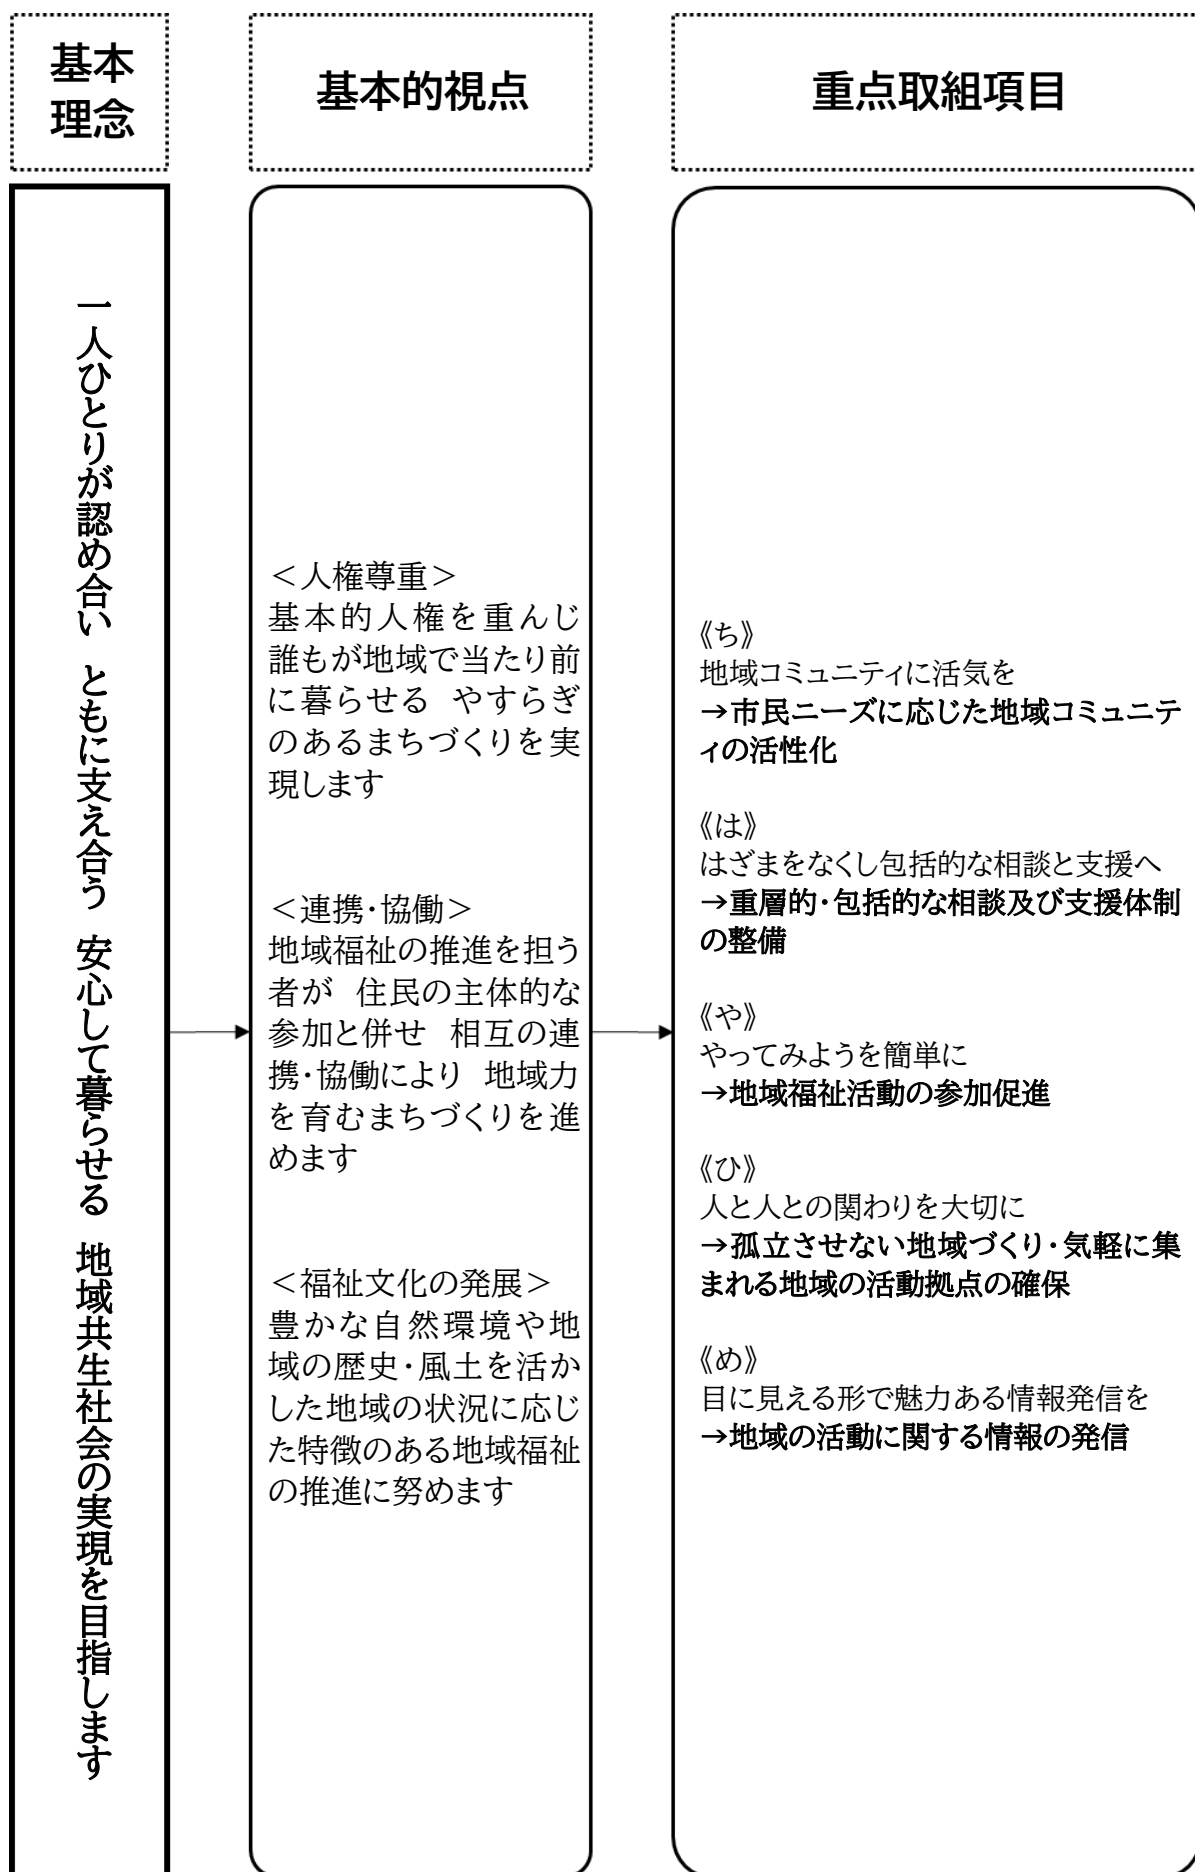 基本
理念
基本的視点
重点取組項目
一人ひとりが認め合い ともに支え合う 安心して暮らせる 地域共生社会の実現を目指します
＜人権尊重＞
基本的人権を重んじ
誰もが地域で当たり前
に暮らせる やすらぎ
のあるまちづくりを実
現します
＜連携・協働＞
地域福祉の推進を担う
者が 住民の主体的な
参加と併せ 相互の連
携・協働により 地域力
を育むまちづくりを進
めます
＜福祉文化の発展＞
豊かな自然環境や地
域の歴史・風土を活か
した地域の状況に応じ
た特徴のある地域福祉
の推進に努めます
《ち》
地域コミュニティに活気を
→市民ニーズに応じた地域コミュニテ
ィの活性化
《は》
はざまをなくし包括的な相談と支援へ
→重層的・包括的な相談及び支援体制
の整備
《や》
やってみようを簡単に
→地域福祉活動の参加促進
《ひ》
人と人との関わりを大切に
→孤立させない地域づくり・気軽に集
まれる地域の活動拠点の確保
《め》
目に見える形で魅力ある情報発信を
→地域の活動に関する情報の発信